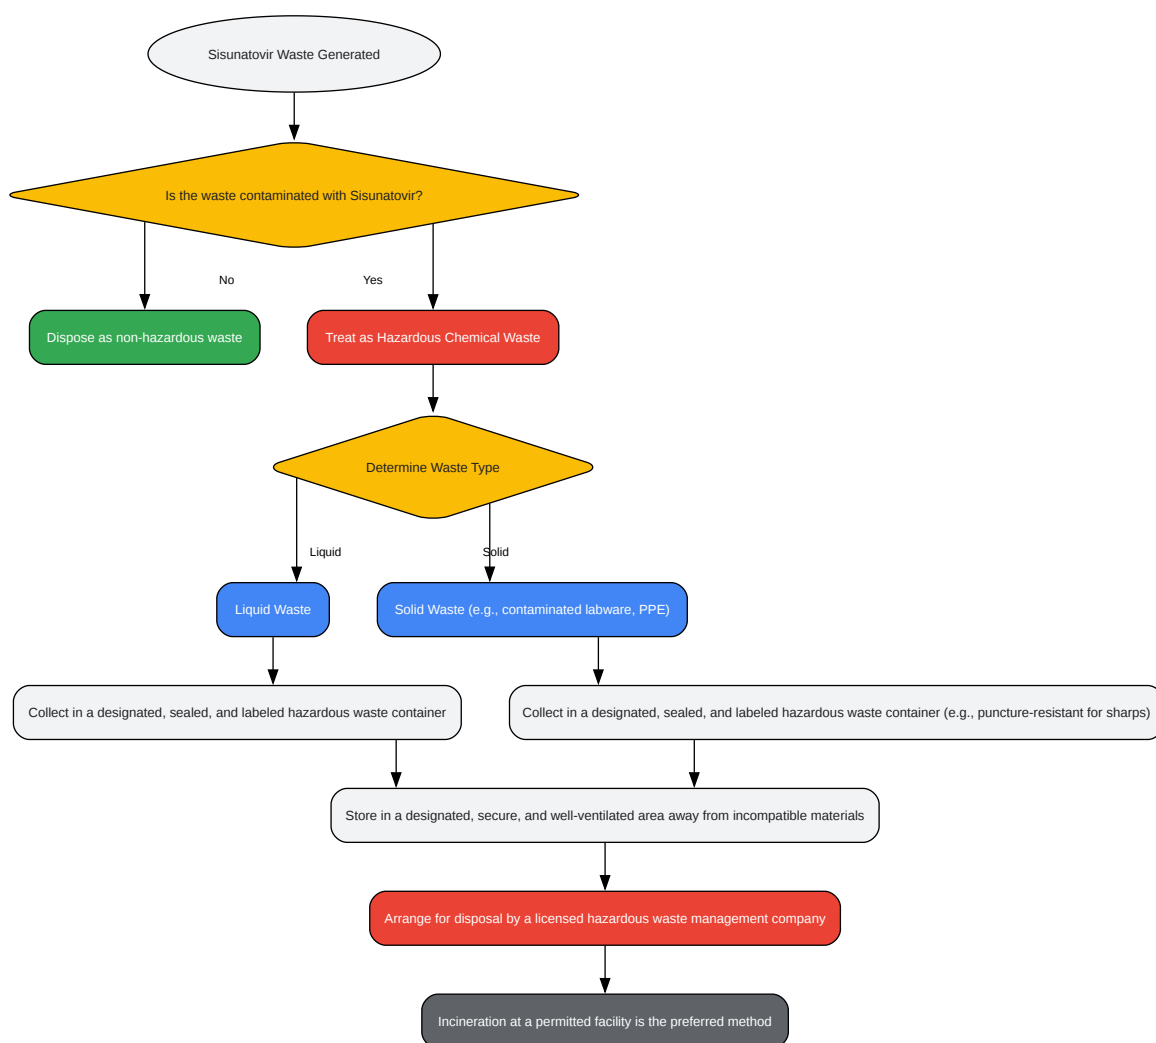 Sisunatovir Waste Generated
Is the waste contaminated with Sisunatovir?
No
Yes
Dispose as non-hazardous waste
Treat as Hazardous Chemical Waste
Determine Waste Type
Liquid
Solid
Liquid Waste
Solid Waste (e.g., contaminated labware, PPE)
Collect in a designated, sealed, and labeled hazardous waste container
Collect in a designated, sealed, and labeled hazardous waste container (e.g., puncture-resistant for sharps)
Store in a designated, secure, and well-ventilated area away from incompatible materials
Arrange for disposal by a licensed hazardous waste management company
Incineration at a permitted facility is the preferred method